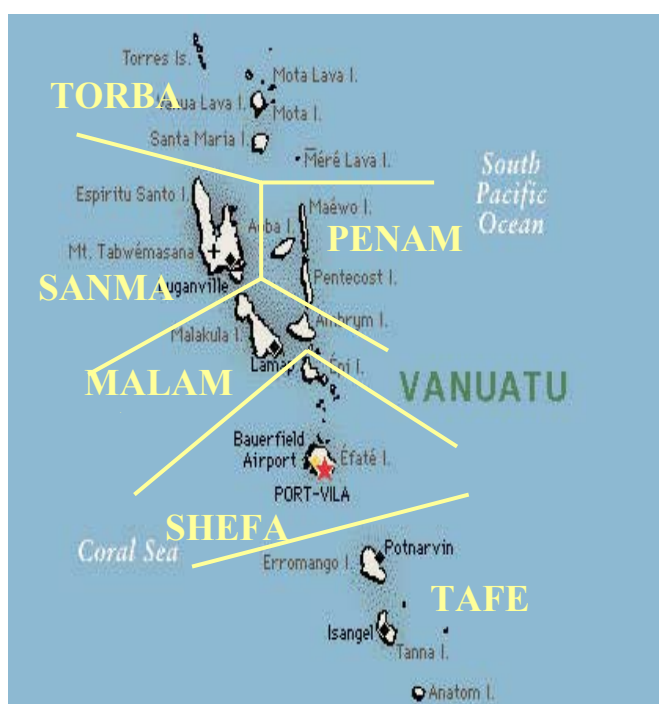 Torres Is.
Mota Lava I.
TORBA
Vanua Lava I.
Mota I.
Santa Maria I.
Méré Lava I.
South
Pacific
Ocean
Espiritu Santo I.
Maéwo I.
Aoba I.
PENAM
Mt. Tabwémasana
Pentecost I.
SANMA
Luganville
Ambrym I.
Malakula I.
Lamap
Épi I.
MALAM
VANUATU
Bauerfield
Airport
Éfaté I.
PORT-VILA
SHEFA
Coral Sea
Potnarvin
Erromango I.
TAFE
Isangel
Tanna I.
Anatom I.